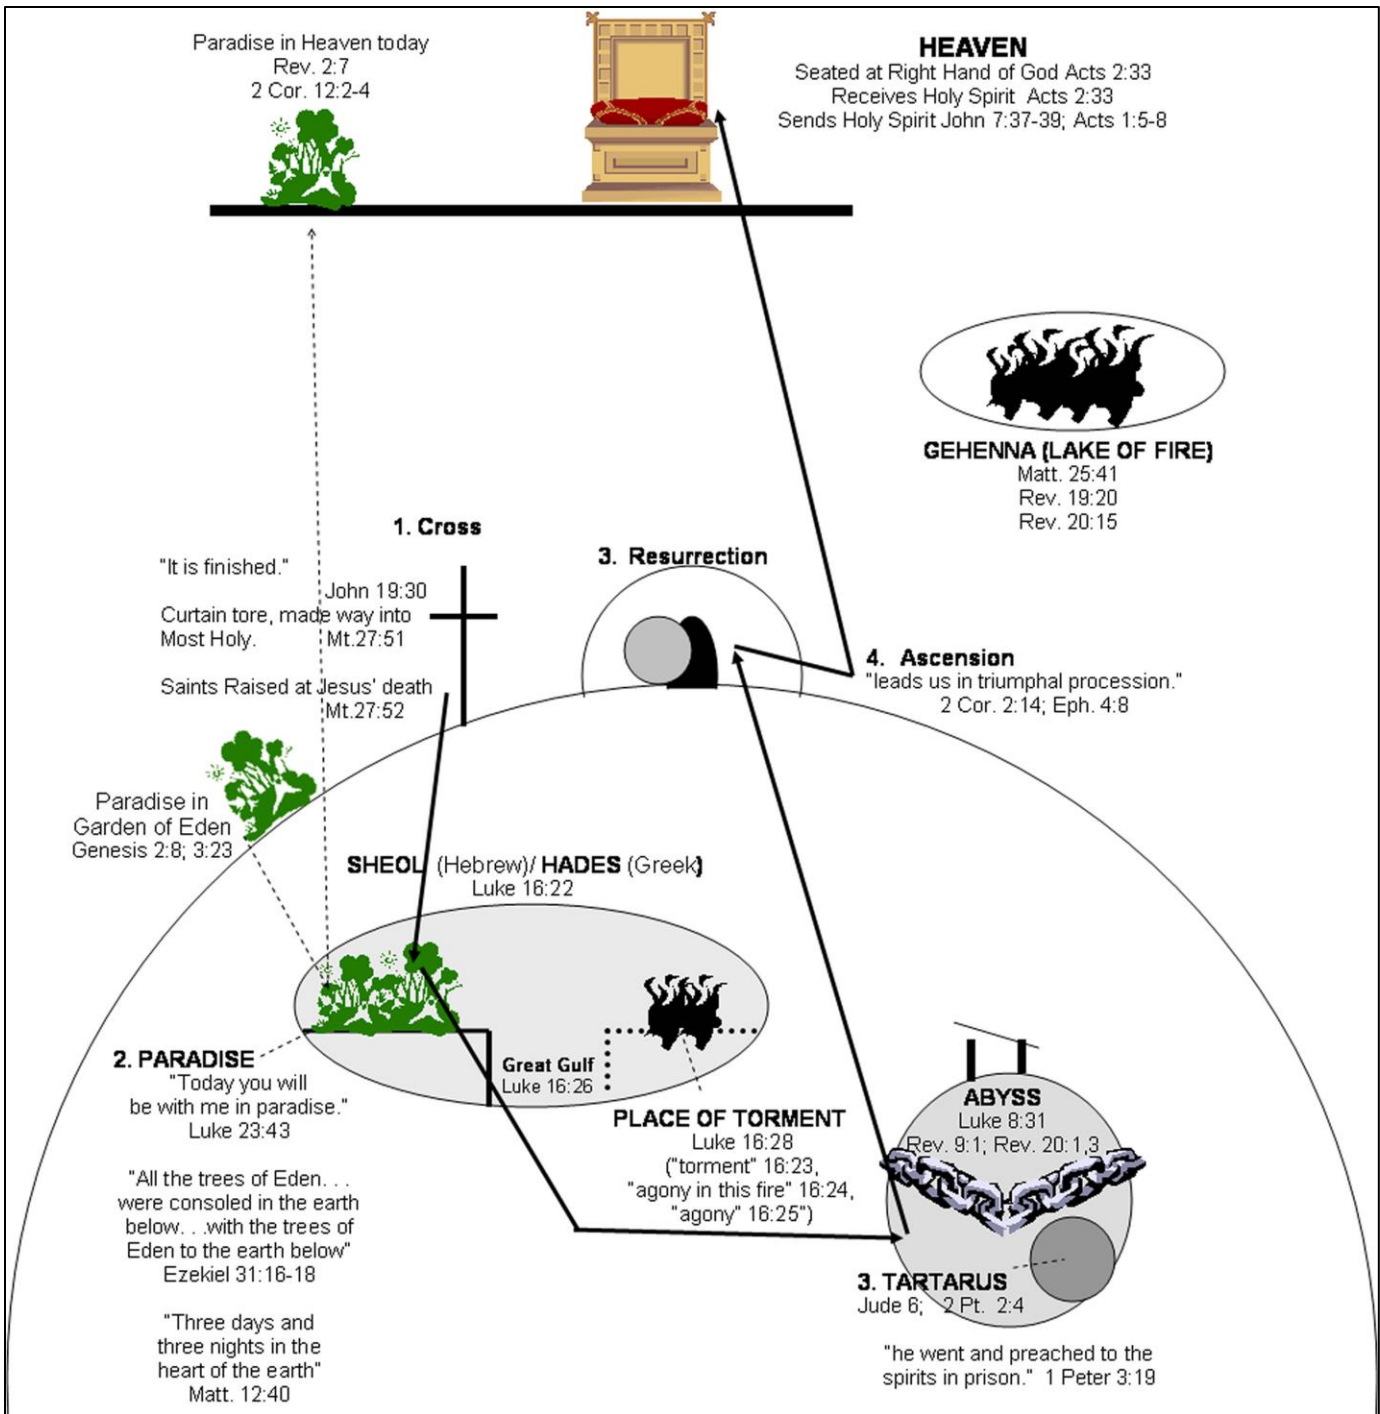 Paradise in Heaven today
Rev. 2:7
2 Cor. 12:2-4
HEAVEN
Seated at Right Hand of God Acts 2:33
Receives Holy Spirit Acts 2:33
Sends Holy Spirit John 7:37-39; Acts 1:5-8
GEHENNA (LAKE OF FIRE)
Matt. 25:41
Rev. 19:20
Rev. 20:15
1. Cross
"It is finished."
John 19:30
Curtain tore, made way into
Most Holy. Mt.27:51
Saints Raised at Jesus' death
Mt.27:52
3. Resurrection
4. Ascension
"leads us in triumphal procession."
2 Cor. 2:14; Eph. 4:8
Paradise in
Garden of Eden
Genesis 2:8; 3:23
SHEOL (Hebrew)/ HADES (Greek)
Luke 16:22
Great Gulf
Luke 16:26
2. PARADISE
"Today you will
be with me in paradise."
Luke 23:43
"All the trees of Eden. . .
were consoled in the earth
below. . .with the trees of
Eden to the earth below"
Ezekiel 31:16-18
"Three days and
three nights in the
heart of the earth"
Matt. 12:40
PLACE OF TORMENT
Luke 16:28
("torment" 16:23,
"agony in this fire" 16:24,
"agony" 16:25")
ABYSS
Luke 8:31
Rev. 9:1; Rev. 20:1,3
3. TARTARUS
Jude 6; 2 Pt. 2:4
"he went and preached to the
spirits in prison." 1 Peter 3:19